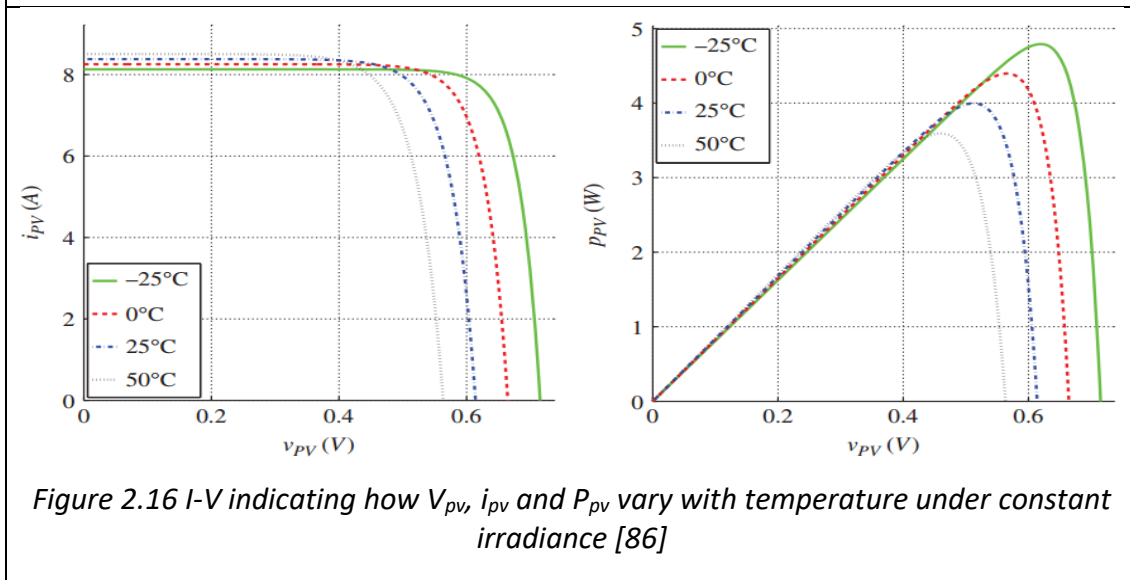 8
6
4
2
0
0
0.2
0.4
0.6
i_PV (A)
v_PV (V)
−25°C
0°C
25°C
50°C
5
4
3
2
1
0
0
0.2
0.4
0.6
p_PV (W)
v_PV (V)
−25°C
0°C
25°C
50°C
Figure 2.16 I-V indicating how Vpv, ipv and Ppv vary with temperature under constant
irradiance [86]